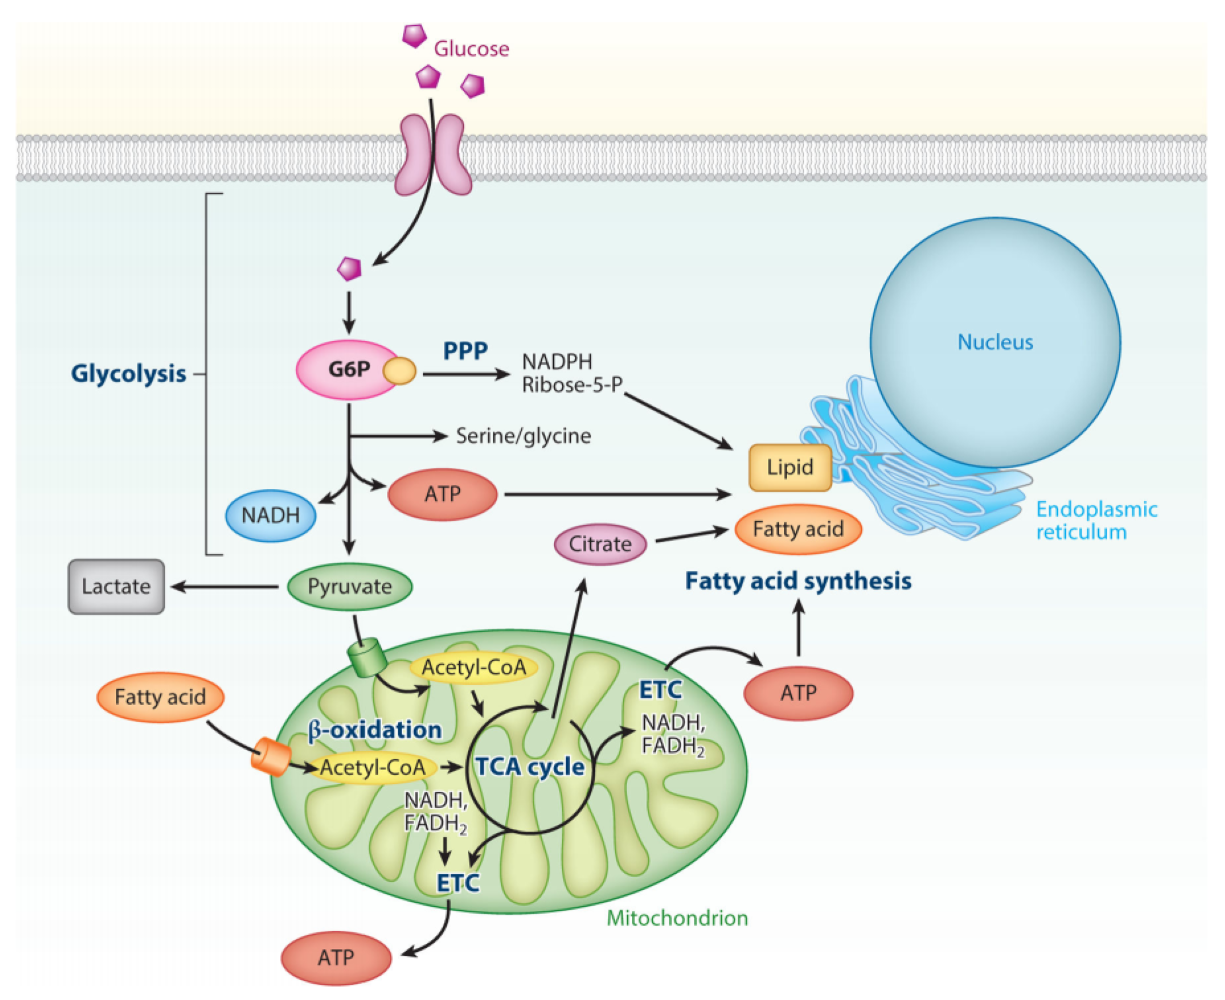 Glucose
Glycolysis
G6P
PPP
NADPH
Ribose-5-P
Nucleus
Serine/glycine
Lipid
ATP
NADH
Endoplasmic
reticulum
Fatty acid
Citrate
Lactate
Pyruvate
Fatty acid synthesis
Acetyl-CoA
ETC
ATP
Fatty acid
NADH,
FADH₂
β-oxidation
Acetyl-CoA
TCA cycle
NADH,
FADH₂
ETC
Mitochondrion
ATP